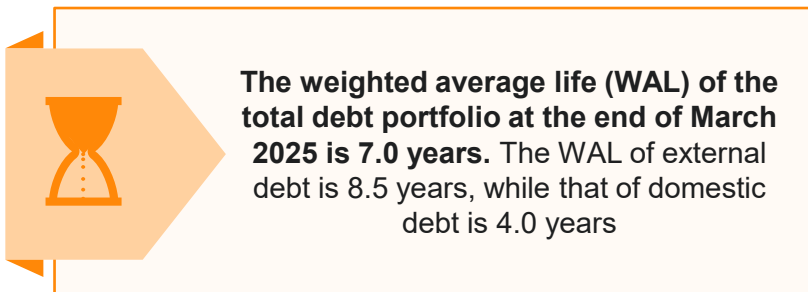 The weighted average life (WAL) of the
total debt portfolio at the end of March
2025 is 7.0 years. The WAL of external
debt is 8.5 years, while that of domestic
debt is 4.0 years